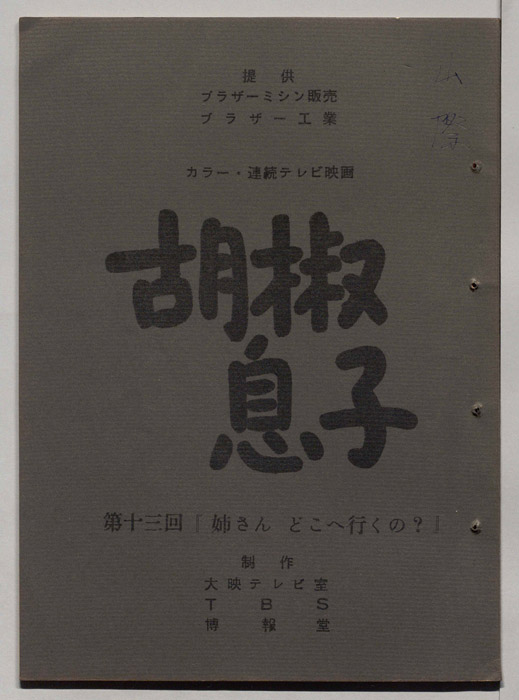 提供
ブラザーミシン販売
ブラザー工業
カラー・連続テレビ映画
胡椒
息子
第十三回『姉さん どこへ行くの?』
制作
大映テレビ室
TBS
博報堂